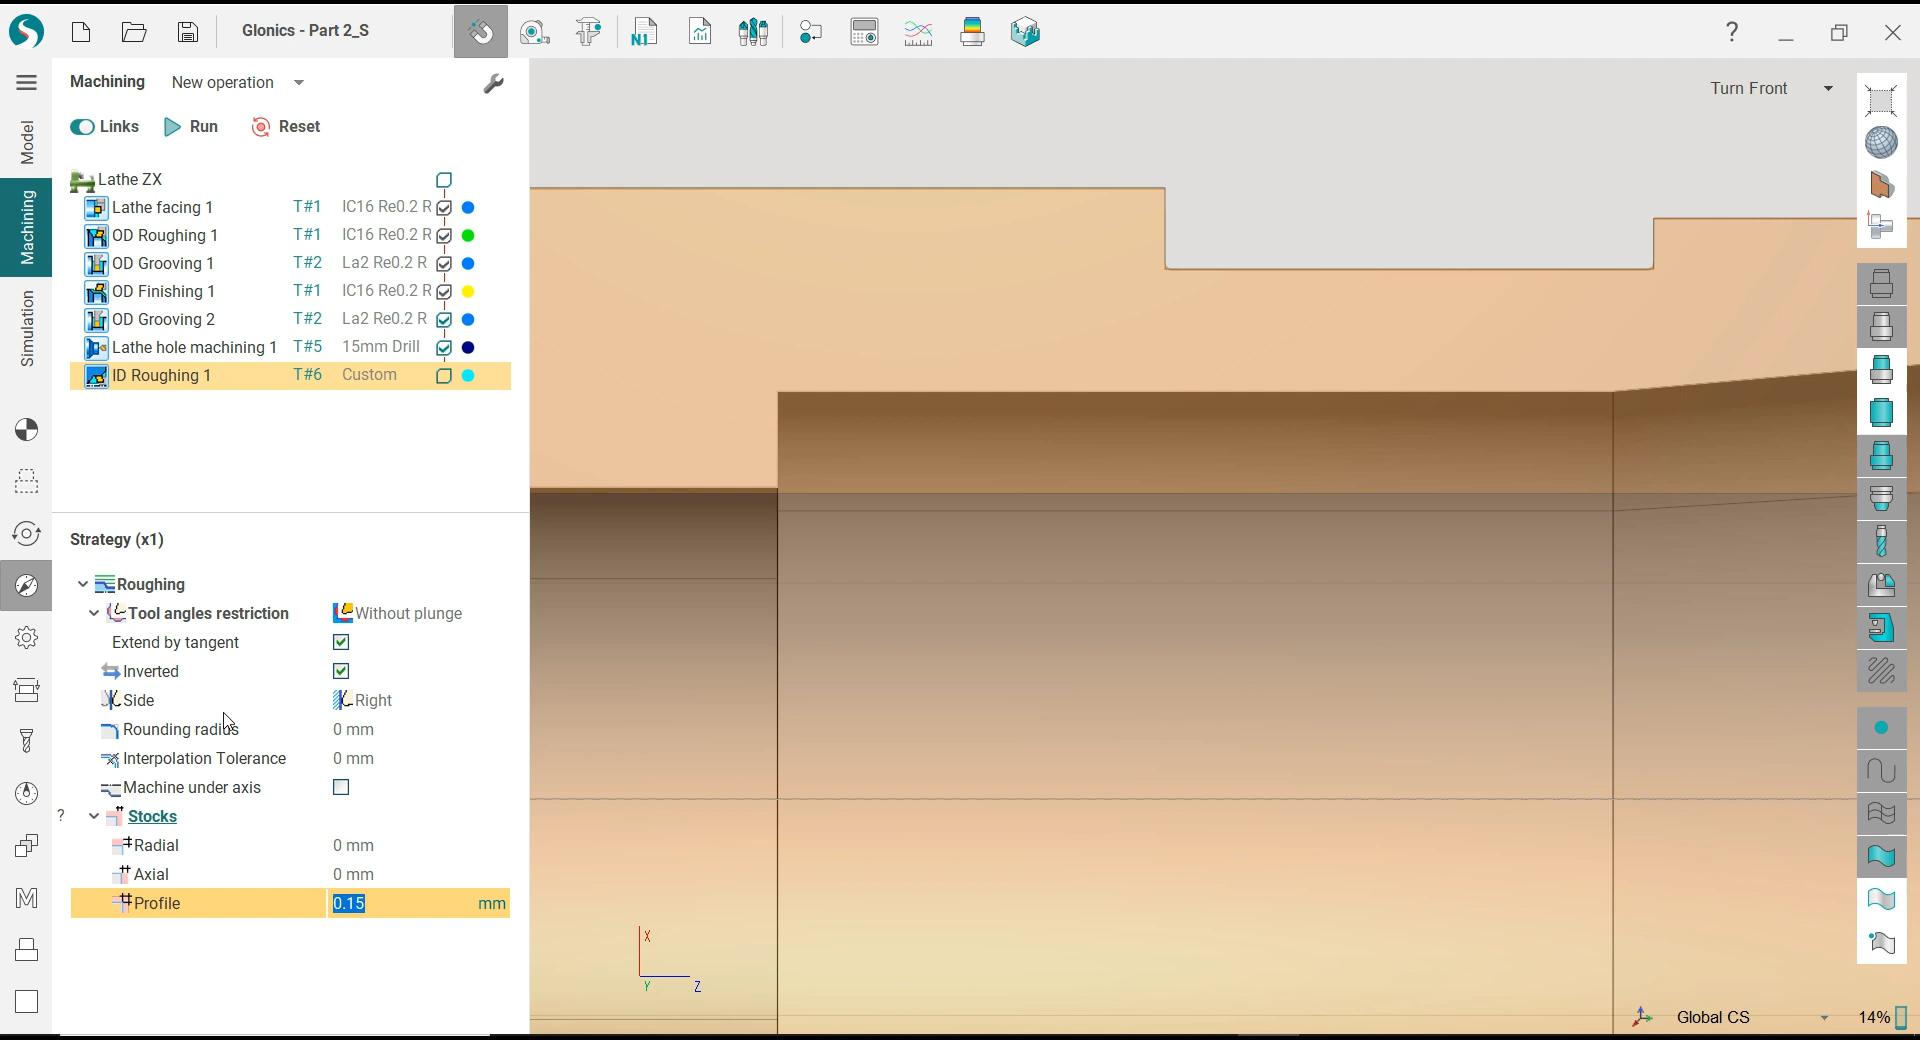 Glonics - Part 2_S
N1
?
Machining New operation
Links Run Reset
Model
Machining
Simulation
Lathe ZX
Lathe facing 1 T#1 IC16 Re0.2 R
OD Roughing 1 T#1 IC16 Re0.2 R
OD Grooving 1 T#2 La2 Re0.2 R
OD Finishing 1 T#1 IC16 Re0.2 R
OD Grooving 2 T#2 La2 Re0.2 R
Lathe hole machining 1 T#5 15mm Drill
ID Roughing 1 T#6 Custom
Strategy (x1)
Roughing
Tool angles restriction Without plunge
Extend by tangent
Inverted
Side Right
Rounding radius 0 mm
Interpolation Tolerance 0 mm
Machine under axis
? Stocks
Radial 0 mm
Axial 0 mm
Profile 0.15 mm
Turn Front
X
Y Z
Global CS 14%